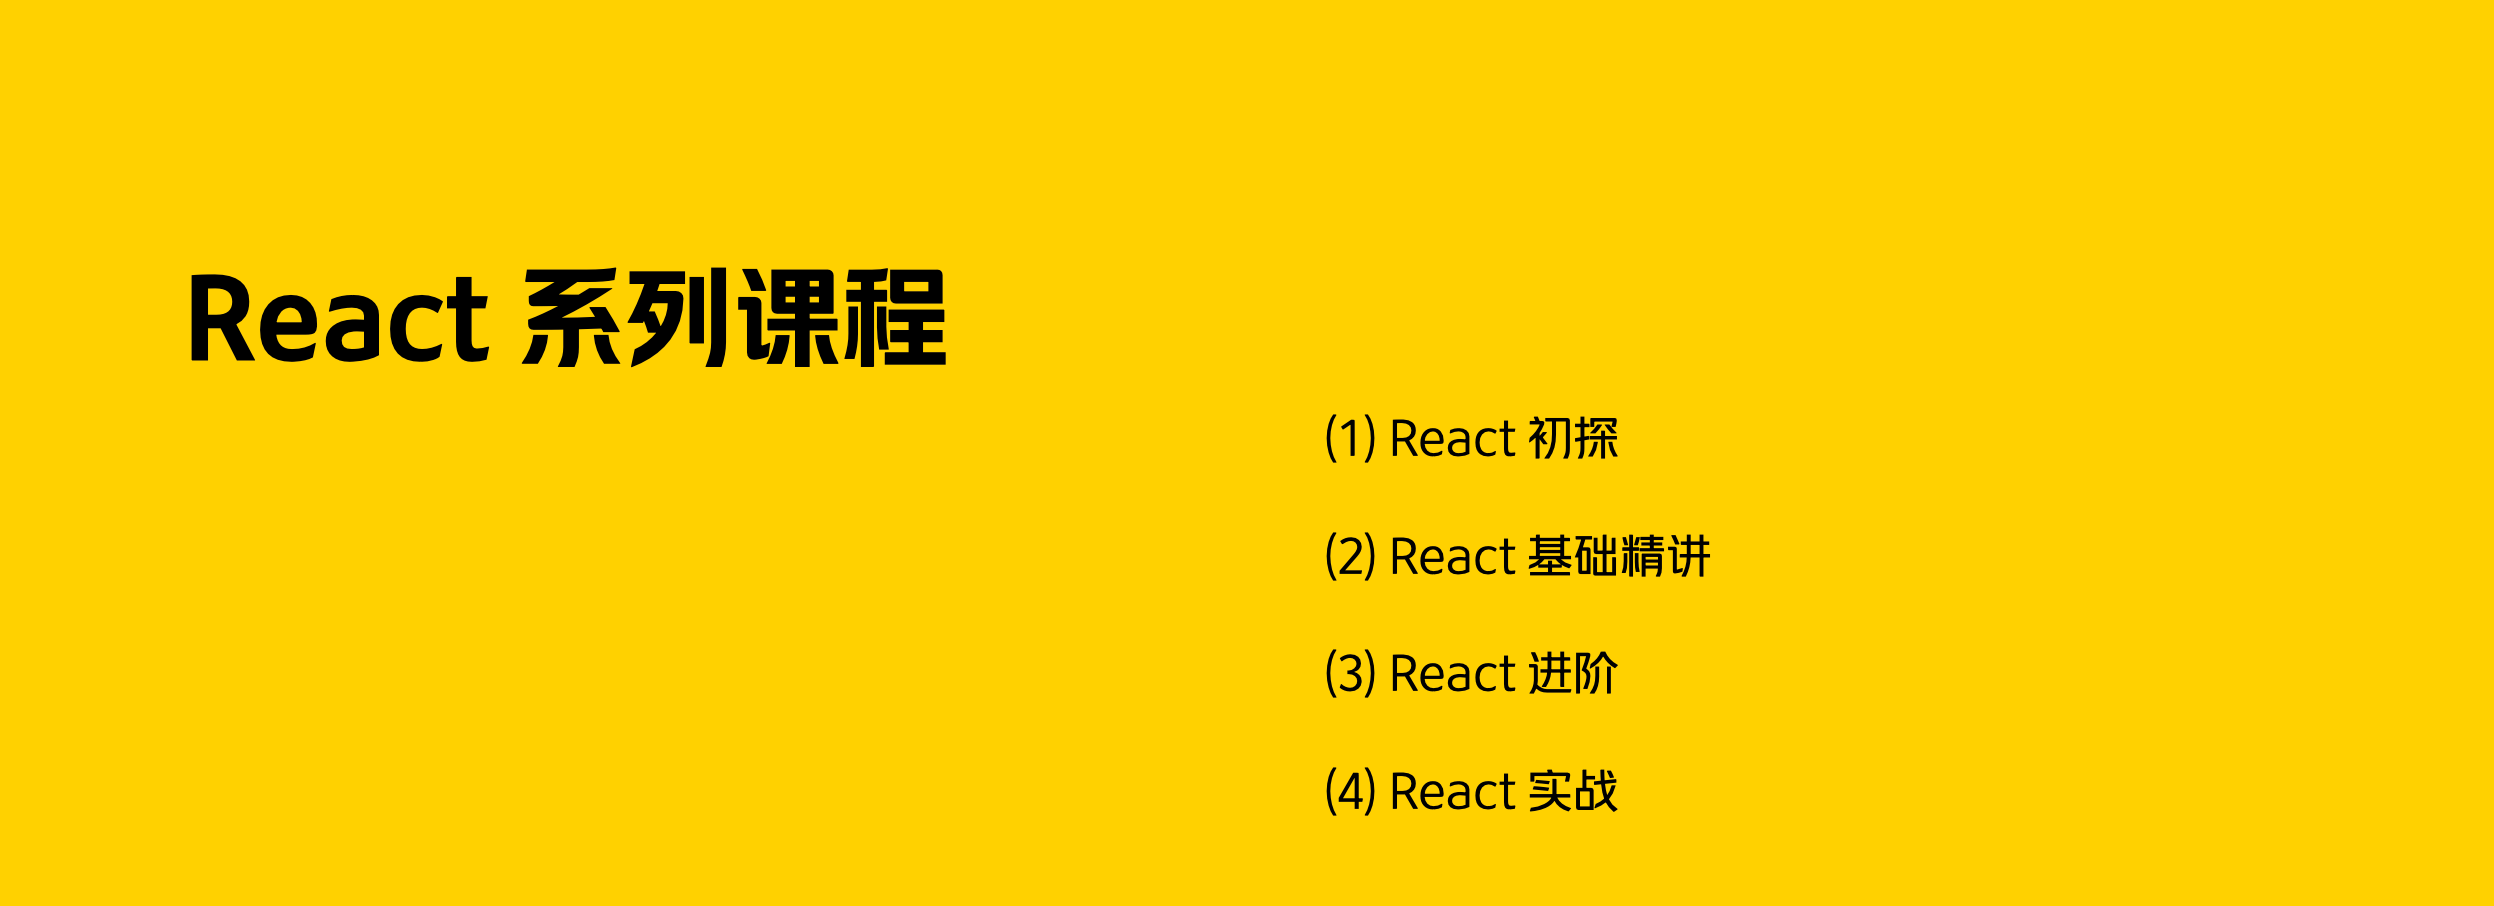 React 系列课程
(1) React 初探
(2) React 基础精讲
(3) React 进阶
(4) React 实战